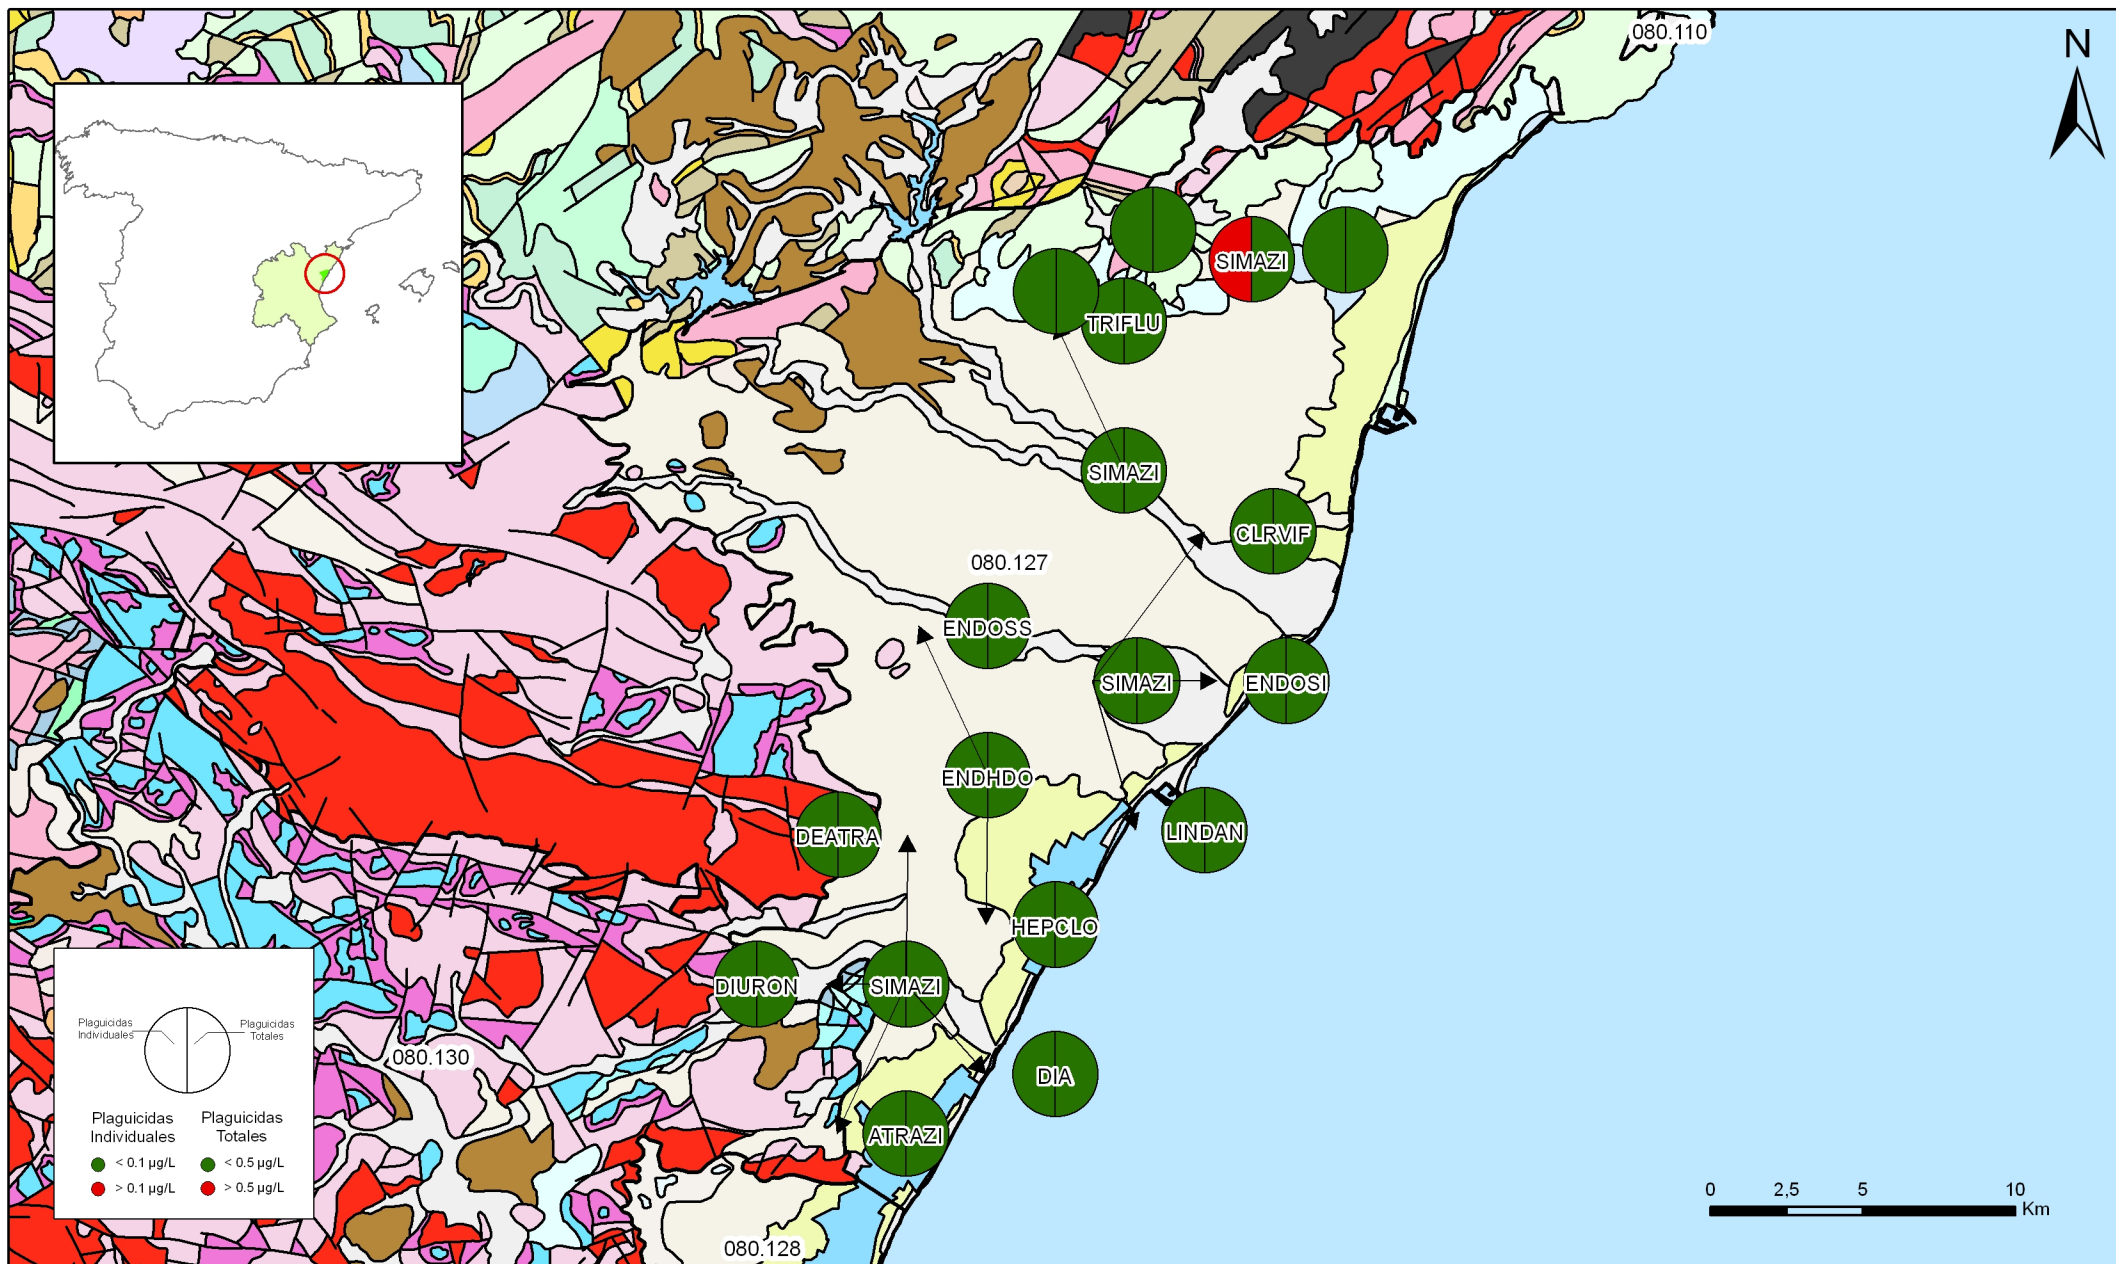 080.110
N
SIMAZI
TRIFLU
SIMAZI
CLRVIF
080.127
ENDOSS
SIMAZI
ENDOSI
ENDHDO
DEATRA
LINDAN
HEPCLO
DIURON
SIMAZI
080.130
DIA
ATRAZI
080.128
Plaguicidas
Individuales
Plaguicidas
Totales
Plaguicidas
Individuales
Plaguicidas
Totales
< 0.1 µg/L
< 0.5 µg/L
> 0.1 µg/L
> 0.5 µg/L
0 2,5 5 10
Km